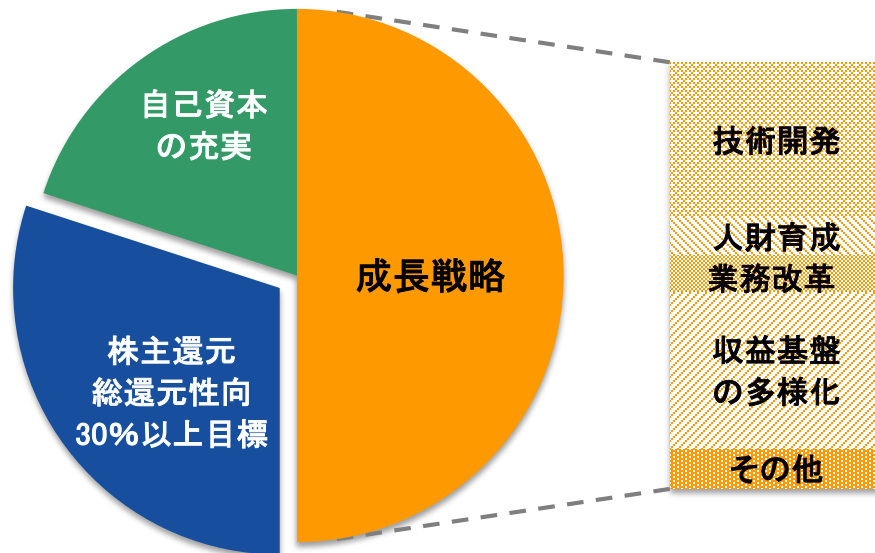 自己資本
の充実
成長戦略
株主還元
総還元性向
30%以上目標
技術開発
人財育成
業務改革
収益基盤
の多様化
その他